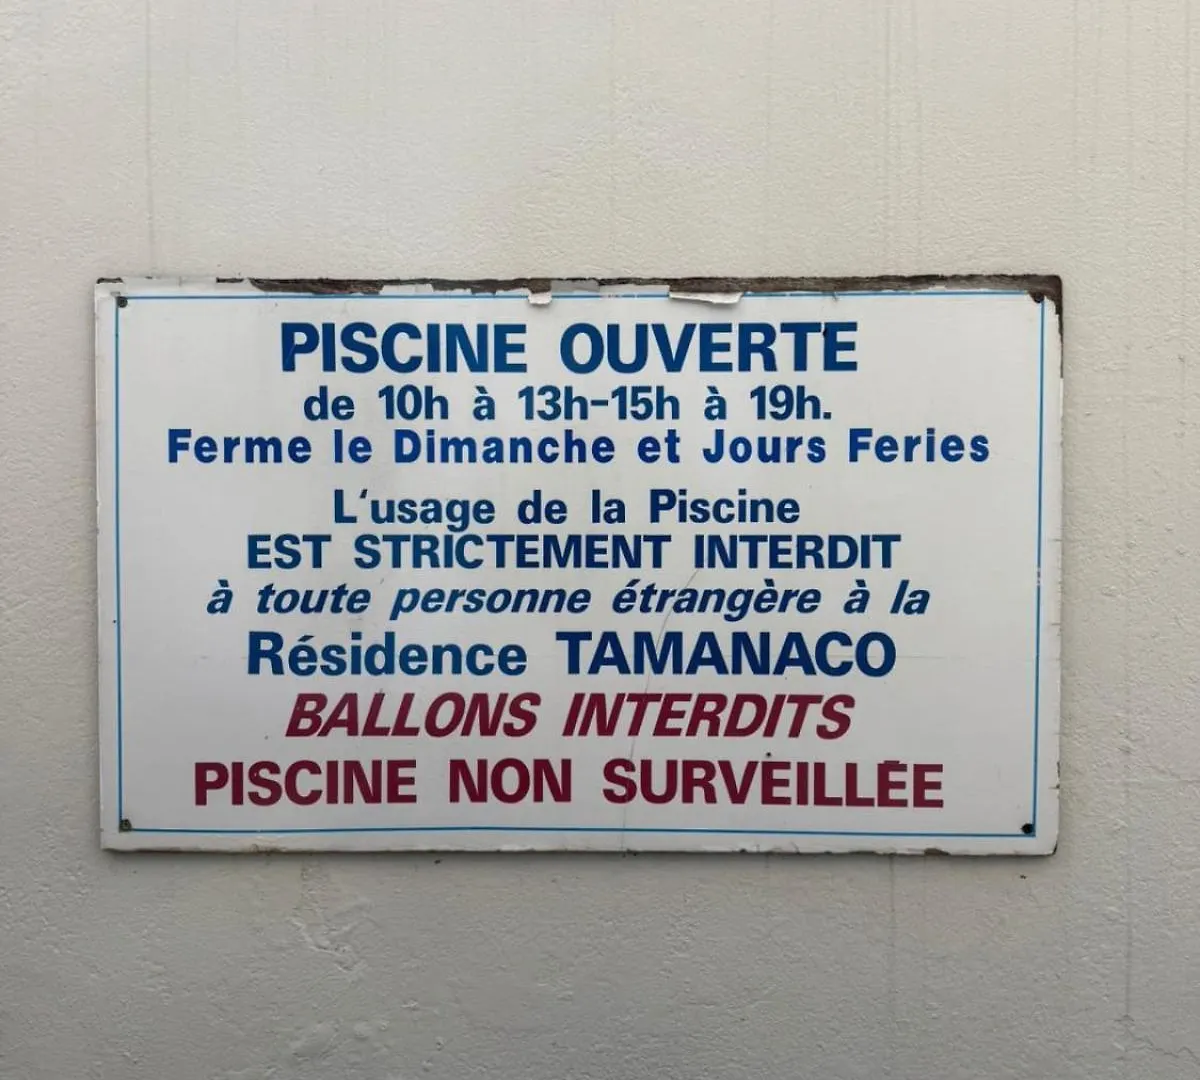 PISCINE OUVERTE
de 10h à 13h-15h à 19h.
Ferme le Dimanche et Jours Feries
L'usage de la Piscine
EST STRICTEMENT INTERDIT
à toute personne étrangère à la
Résidence TAMANACO
BALLONS INTERDITS
PISCINE NON SURVEILLÉE